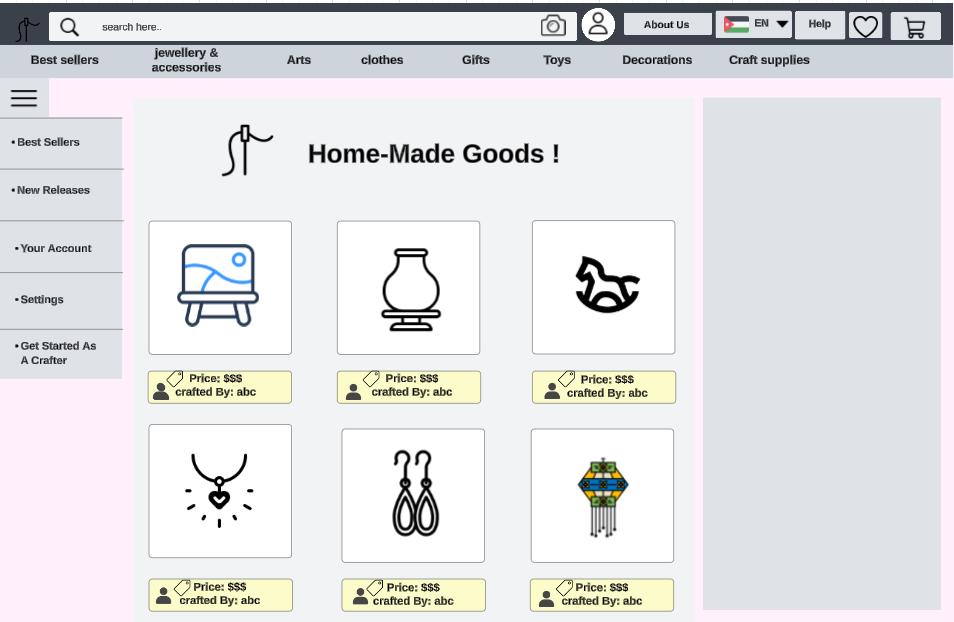 search here..
About Us
EN
Help
Best sellers
jewellery &
accessories
Arts
clothes
Gifts
Toys
Decorations
Craft supplies
• Best Sellers
• New Releases
• Your Account
• Settings
• Get Started As
A Crafter
Home-Made Goods !
Price: $$$
crafted By: abc
Price: $$$
crafted By: abc
Price: $$$
crafted By: abc
Price: $$$
crafted By: abc
Price: $$$
crafted By: abc
Price: $$$
crafted By: abc